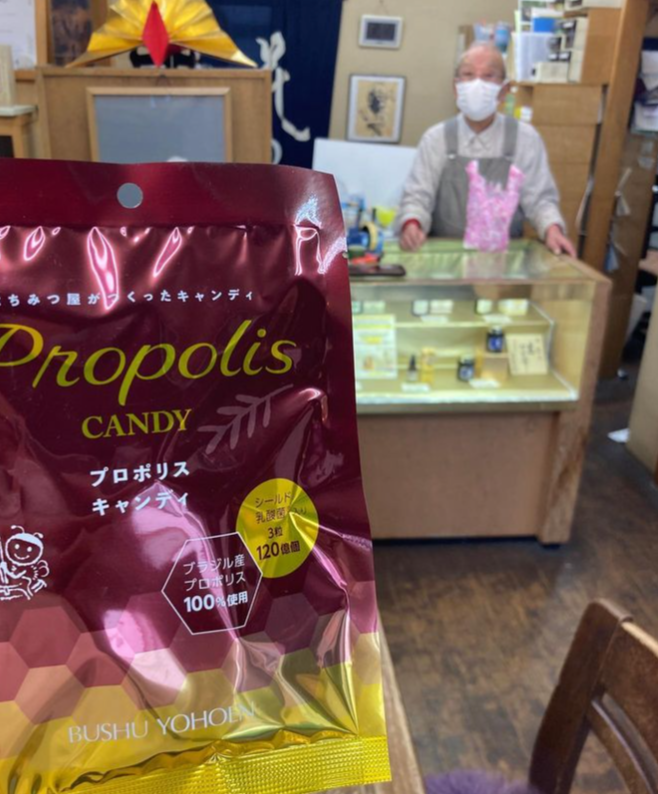 はちみつ屋がつくったキャンディ
Propolis
CANDY
プロポリス
キャンディ
シールド
乳酸菌入り
3粒
120億個
ブラジル産
プロポリス
100%使用
BUSHU YOHOEN